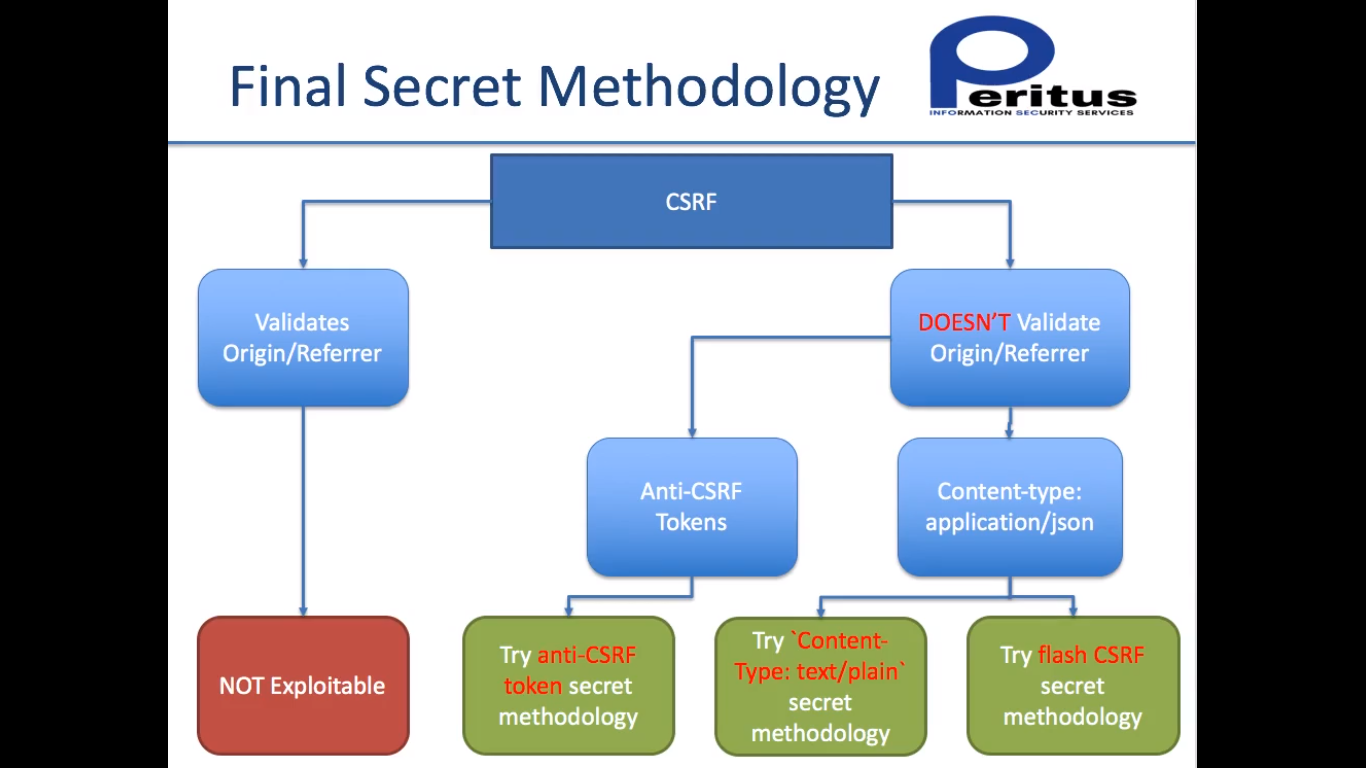 Final Secret Methodology
Peritus
INFORMATION SECURITY SERVICES
CSRF
Validates
Origin/Referrer
DOESN’T Validate
Origin/Referrer
Anti-CSRF
Tokens
Content-type:
application/json
NOT Exploitable
Try anti-CSRF
token secret
methodology
Try `Content-
Type: text/plain`
secret
methodology
Try flash CSRF
secret
methodology